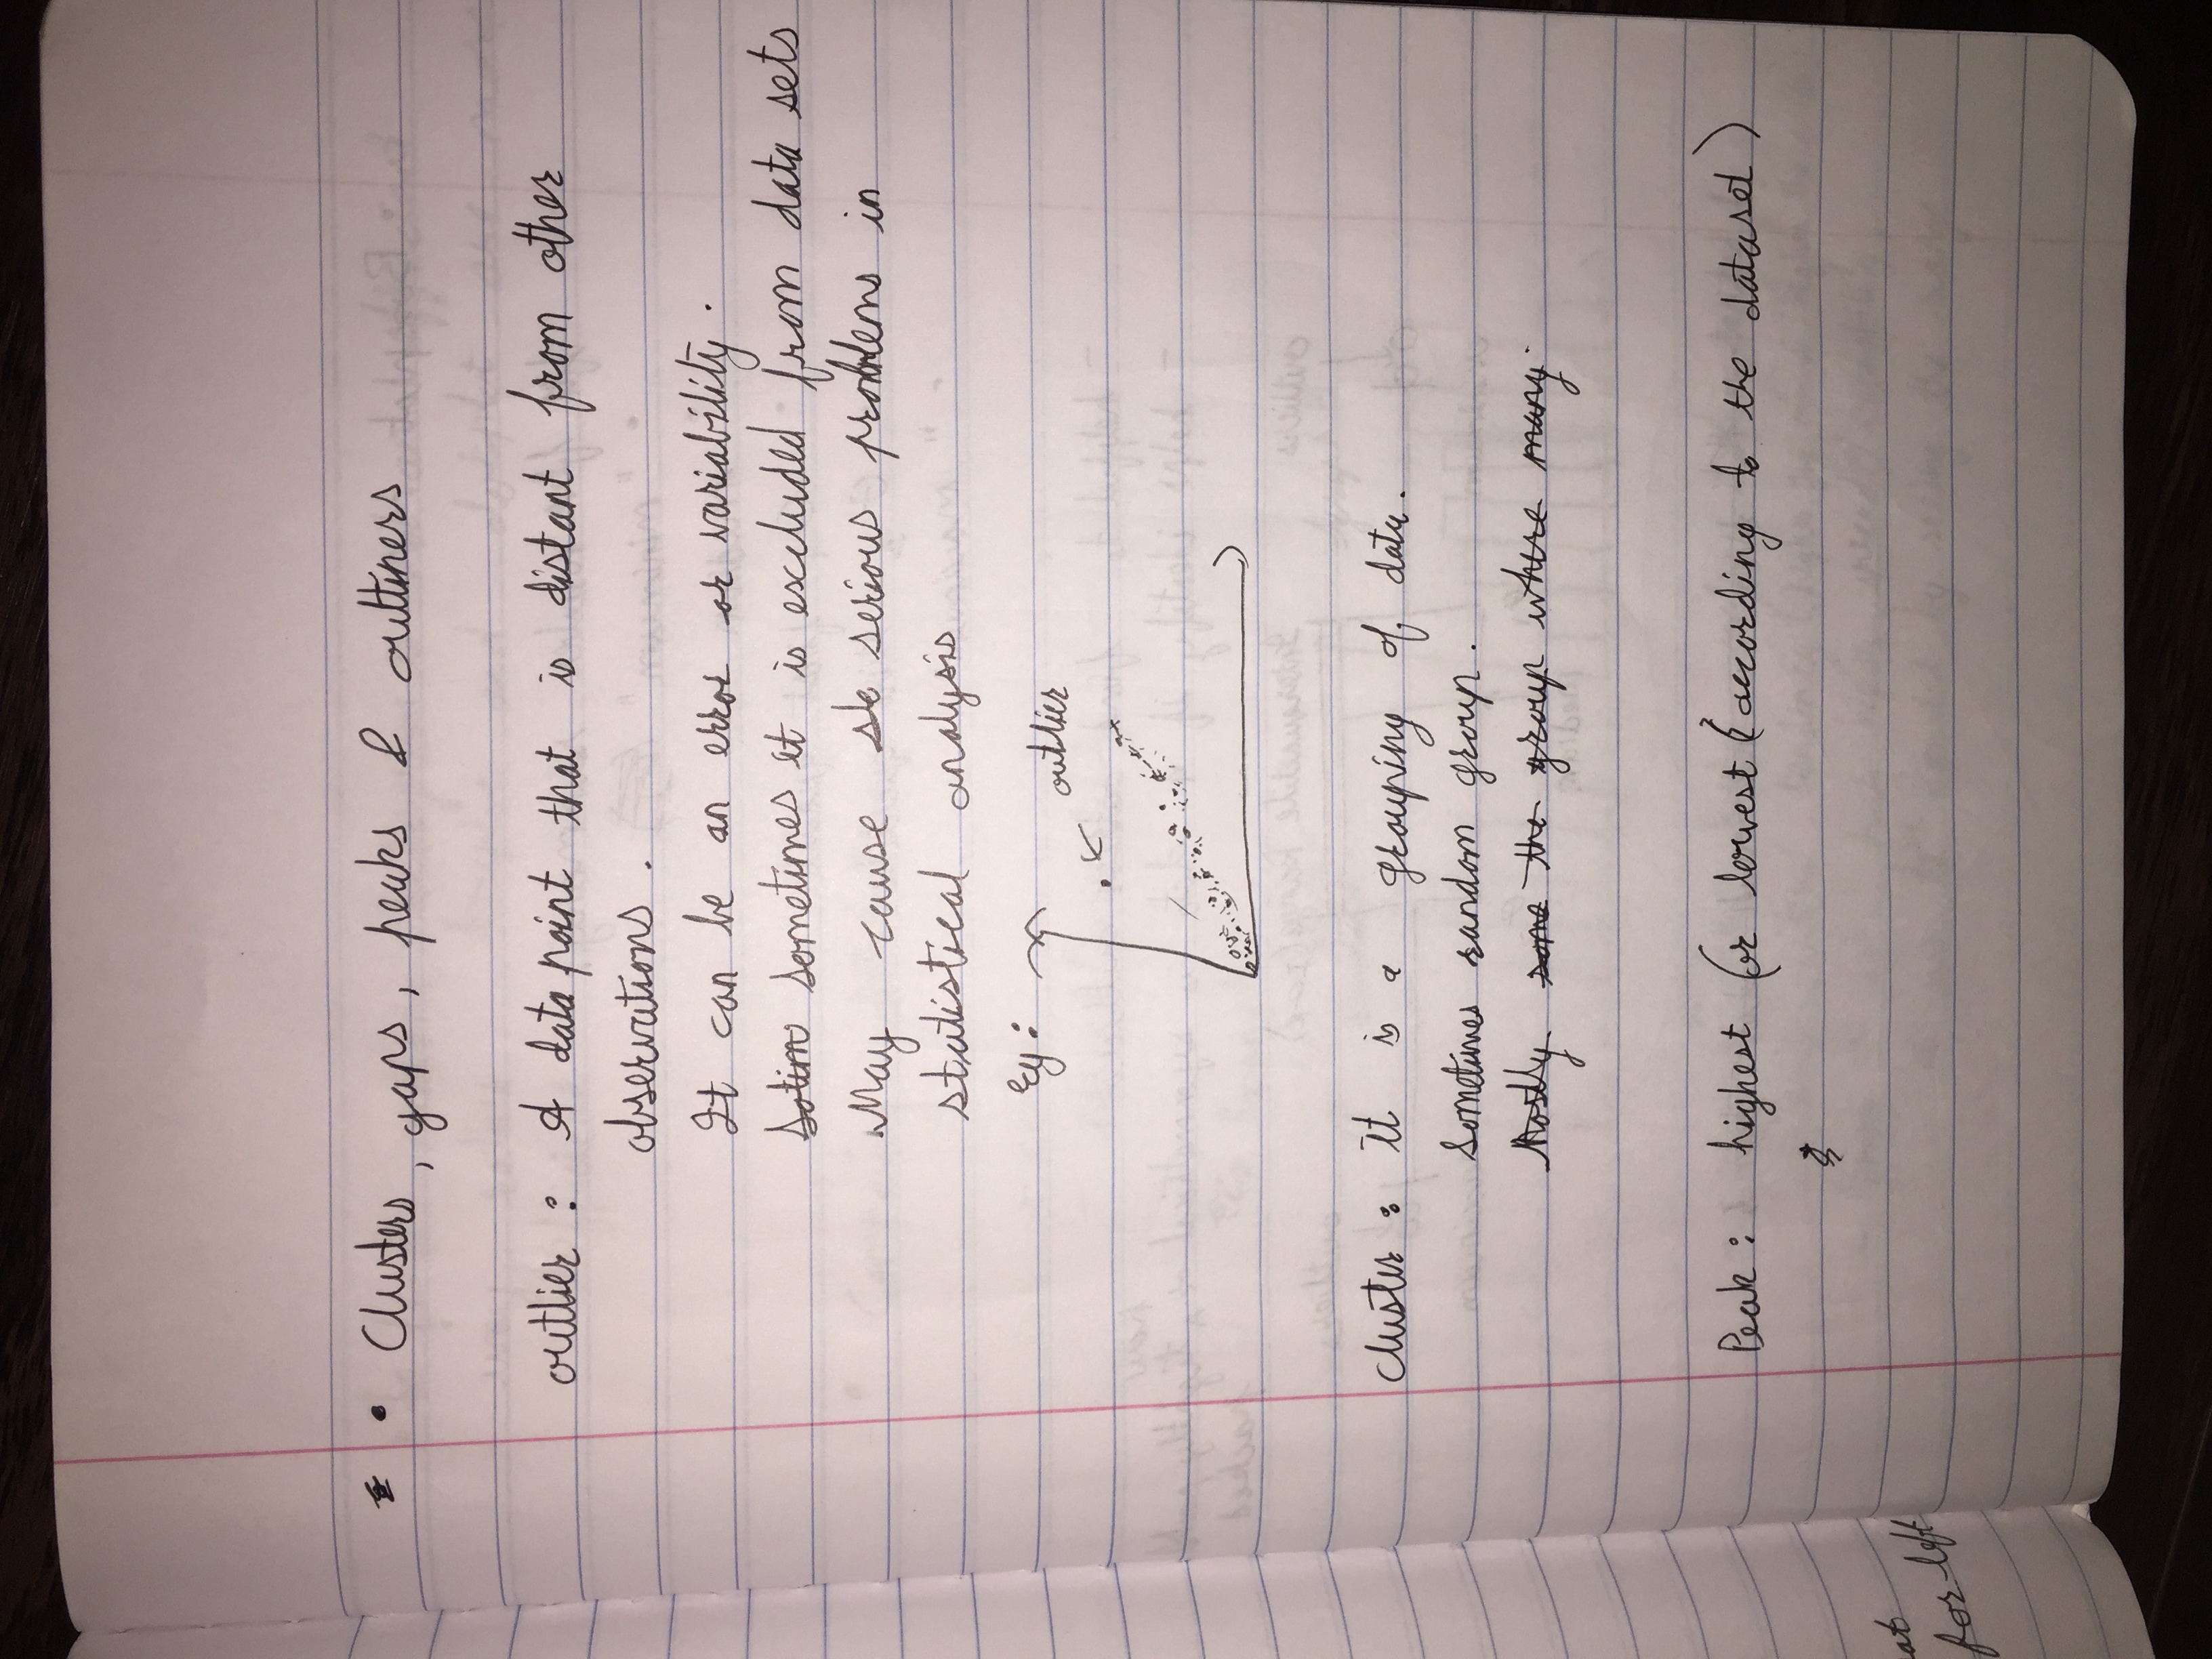 • Clusters, gaps, peaks & outtiners
outlier : A data point that is distant from other
observations.
It can be an error or variability.
Sotim sometimes it is excluded from data sets
May cause se serious problems in
statistical analysis
Eg:
outlier
cluster : It is a grouping of data.
Sometimes random group.
Mostly some the group where many
Peak : highest (or lowest (according to the dataset)
at
for left